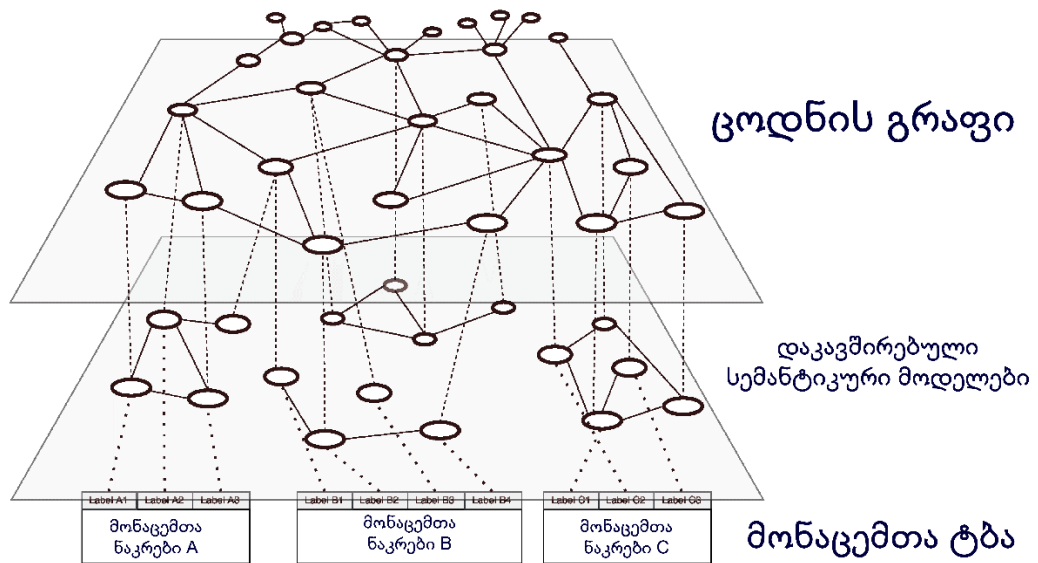 ცოდნის გრაფი
დაკავშირებული
სემანტიკური მოდელები
Label A1 Label A2 Label A3
Label B1 Label B2 Label B3 Label B4
Label C1 Label C2 Label C3
მონაცემთა
ნაკრები A
მონაცემთა
ნაკრები B
მონაცემთა
ნაკრები C
მონაცემთა ტბა